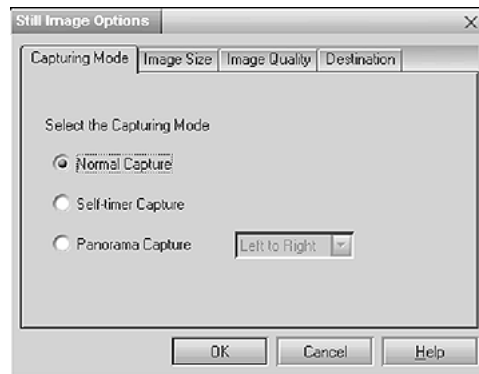 Still Image Options
Capturing Mode Image Size Image Quality Destination
Select the Capturing Mode
Normal Capture
Self-timer Capture
Panorama Capture Left to Right
OK Cancel Help